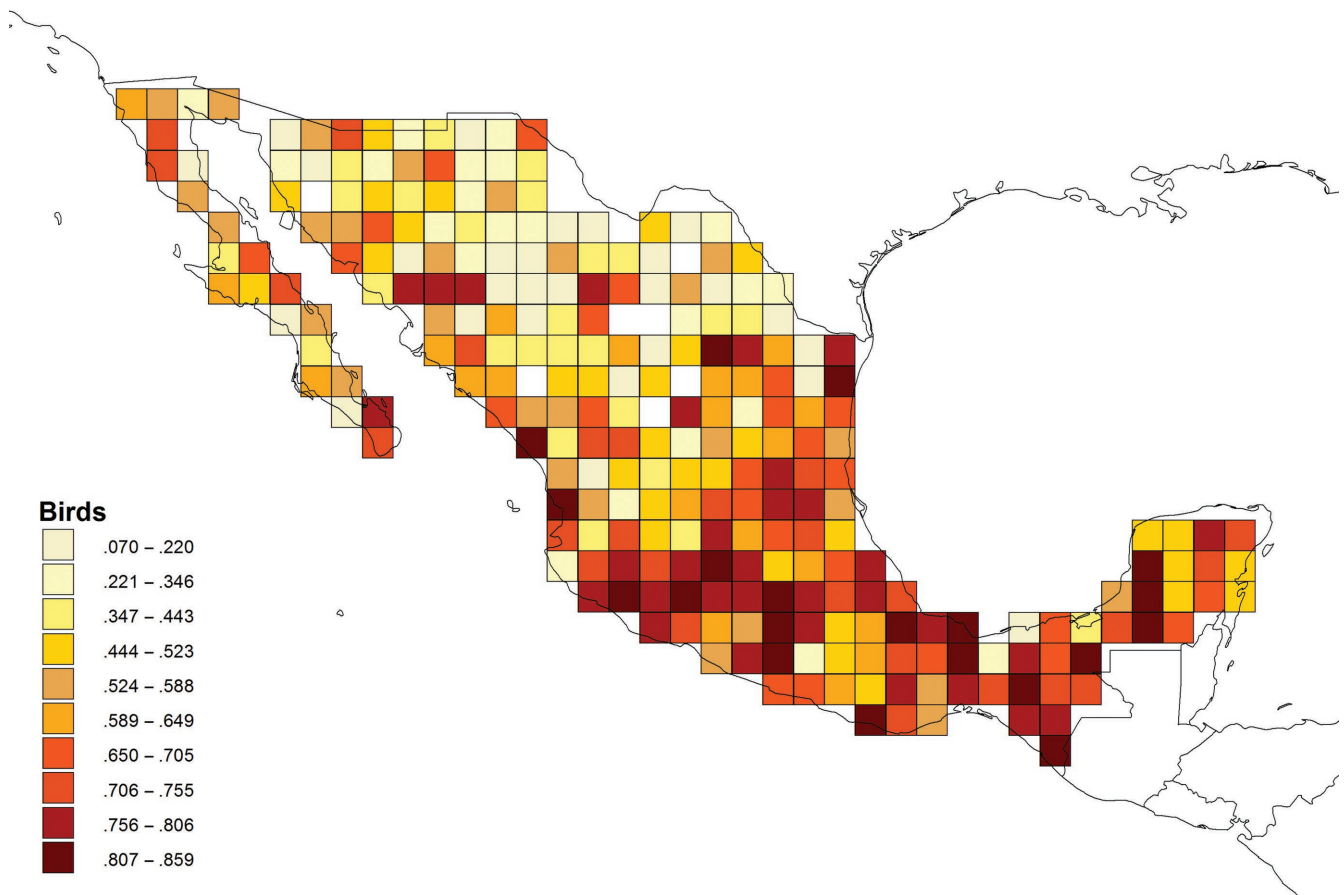 Birds
.070 – .220
.221 – .346
.347 – .443
.444 – .523
.524 – .588
.589 – .649
.650 – .705
.706 – .755
.756 – .806
.807 – .859